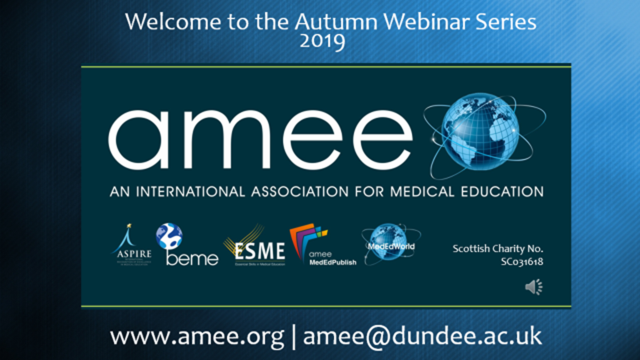 Welcome to the Autumn Webinar Series
2019
amee
AN INTERNATIONAL ASSOCIATION FOR MEDICAL EDUCATION
ASPIRE
beme
ESME
amee
MedEdPublish
MedEdWorld
Scottish Charity No.
SC031618
www.amee.org | amee@dundee.ac.uk